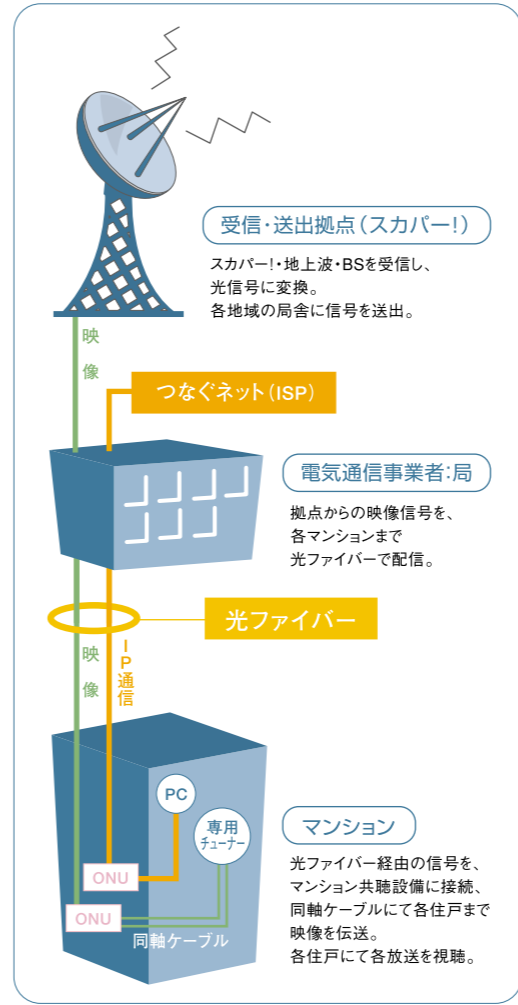 受信・送出拠点(スカパー!)
スカパー!・地上波・BSを受信し、
光信号に変換。
各地域の局舎に信号を送出。
映像
つなぐネット(ISP)
電気通信事業者:局
拠点からの映像信号を、
各マンションまで
光ファイバーで配信。
光ファイバー
映像
IP通信
PC
専用
チューナー
マンション
光ファイバー経由の信号を、
マンション共聴設備に接続、
同軸ケーブルにて各住戸まで
映像を伝送。
各住戸にて各放送を視聴。
ONU
ONU
同軸ケーブル